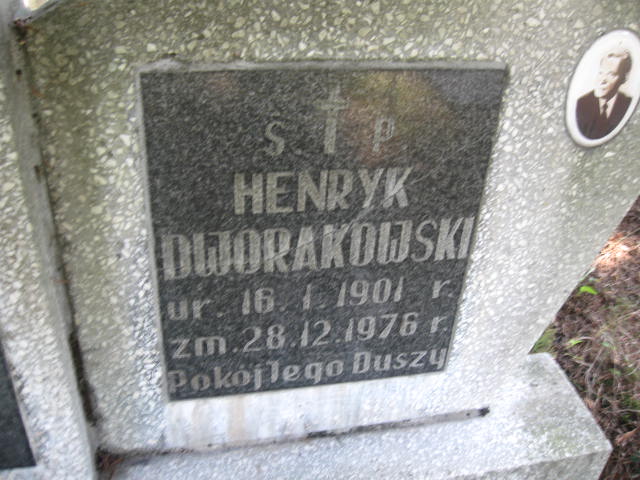 Ś † P
HENRYK
DWORAKOWSKI
ur. 16. 1. 1901 r.
zm. 28.12.1976 r.
Pokój Jego Duszy